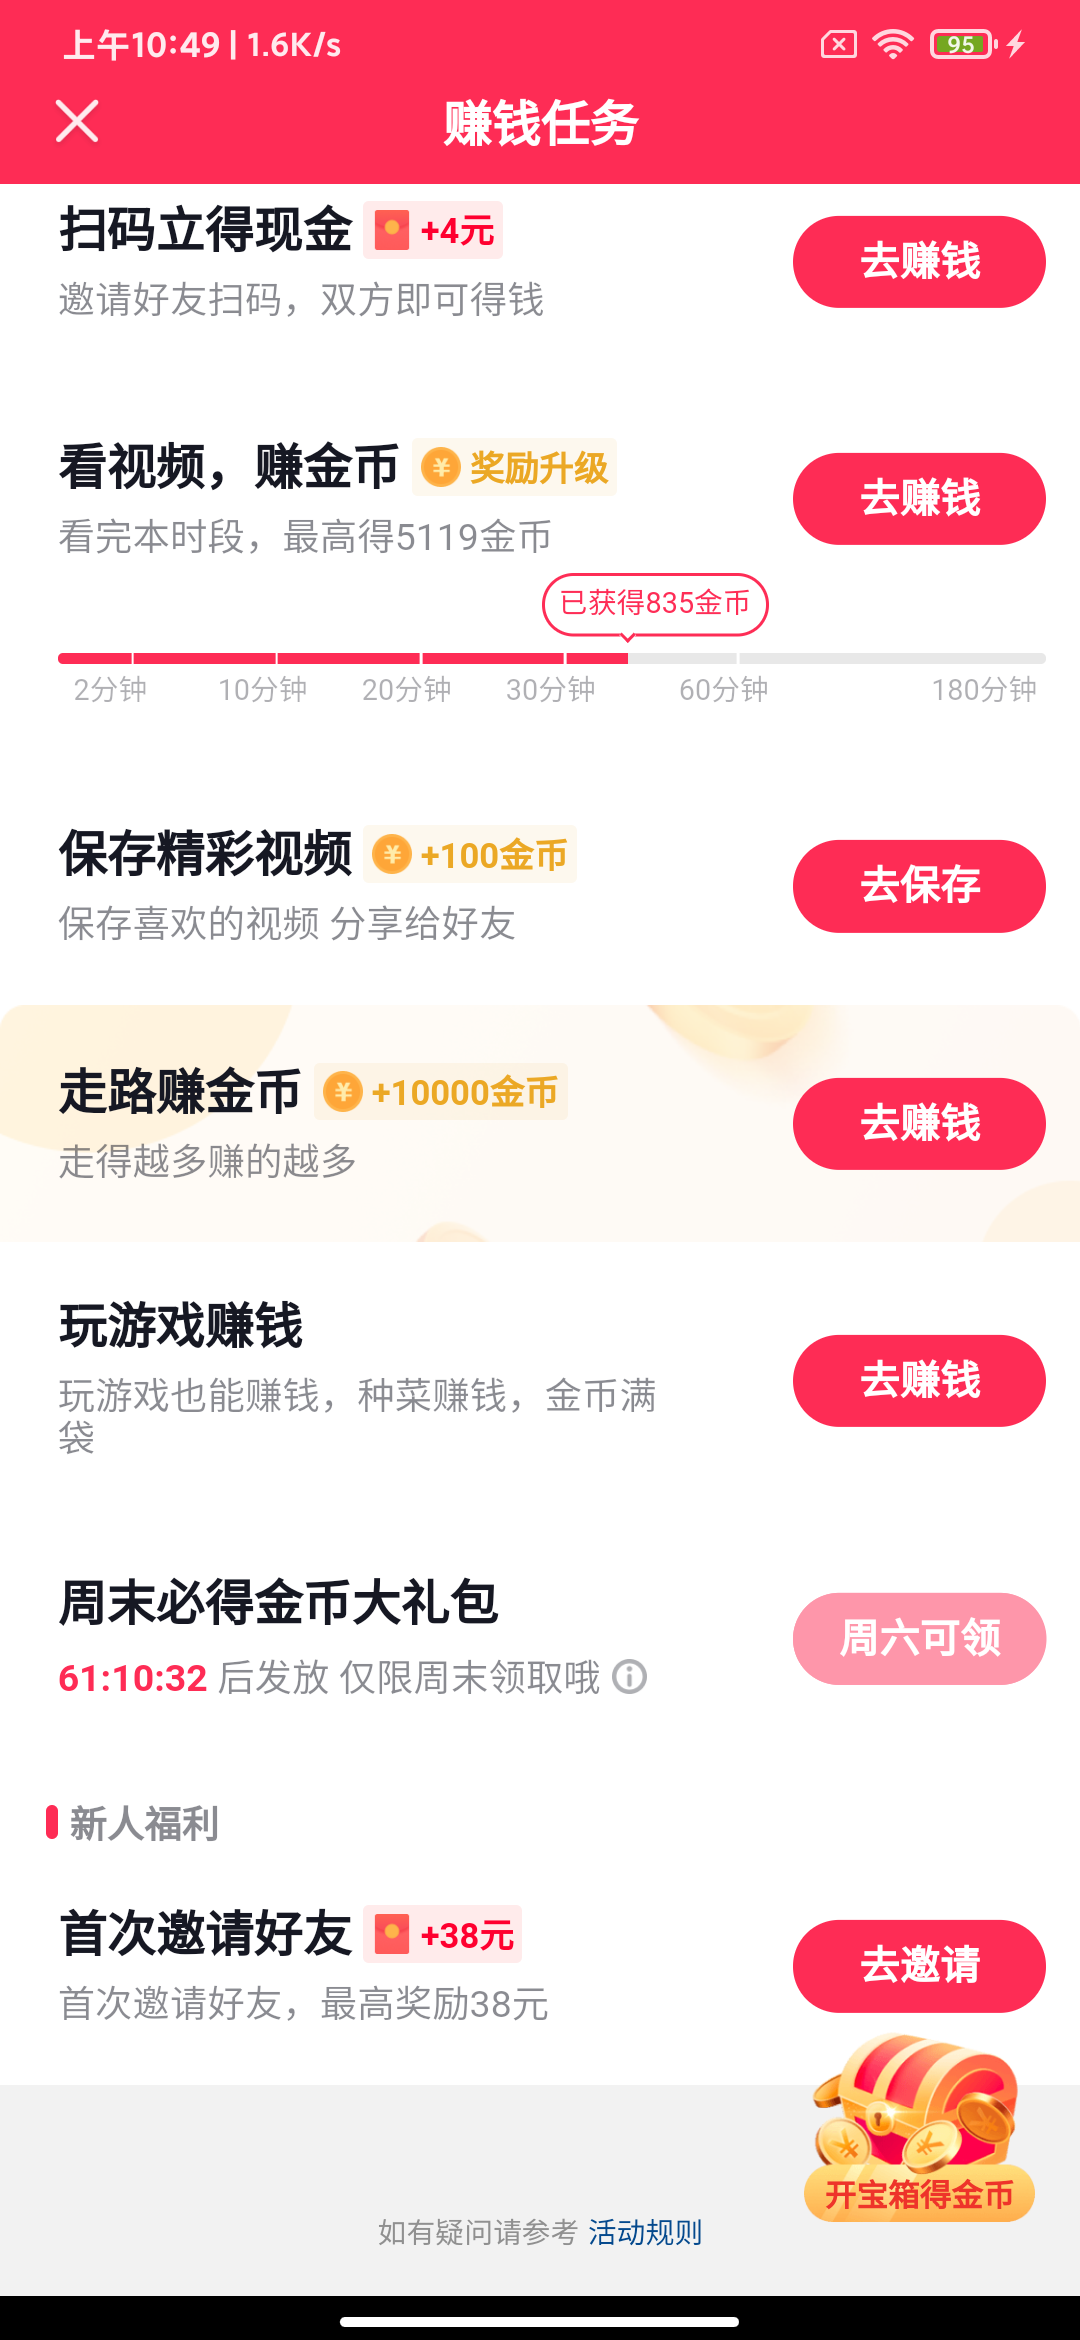 上午10:49 | 1.6K/s
95
赚钱任务
扫码立得现金 +4元
邀请好友扫码，双方即可得钱
去赚钱
看视频，赚金币 奖励升级
看完本时段，最高得5119金币
去赚钱
已获得835金币
2分钟 10分钟 20分钟 30分钟 60分钟 180分钟
保存精彩视频 +100金币
保存喜欢的视频 分享给好友
去保存
走路赚金币 +10000金币
走得越多赚的越多
去赚钱
玩游戏赚钱
玩游戏也能赚钱，种菜赚钱，金币满
袋
去赚钱
周末必得金币大礼包
61:10:32 后发放 仅限周末领取哦
周六可领
新人福利
首次邀请好友 +38元
首次邀请好友，最高奖励38元
去邀请
开宝箱得金币
如有疑问请参考 活动规则